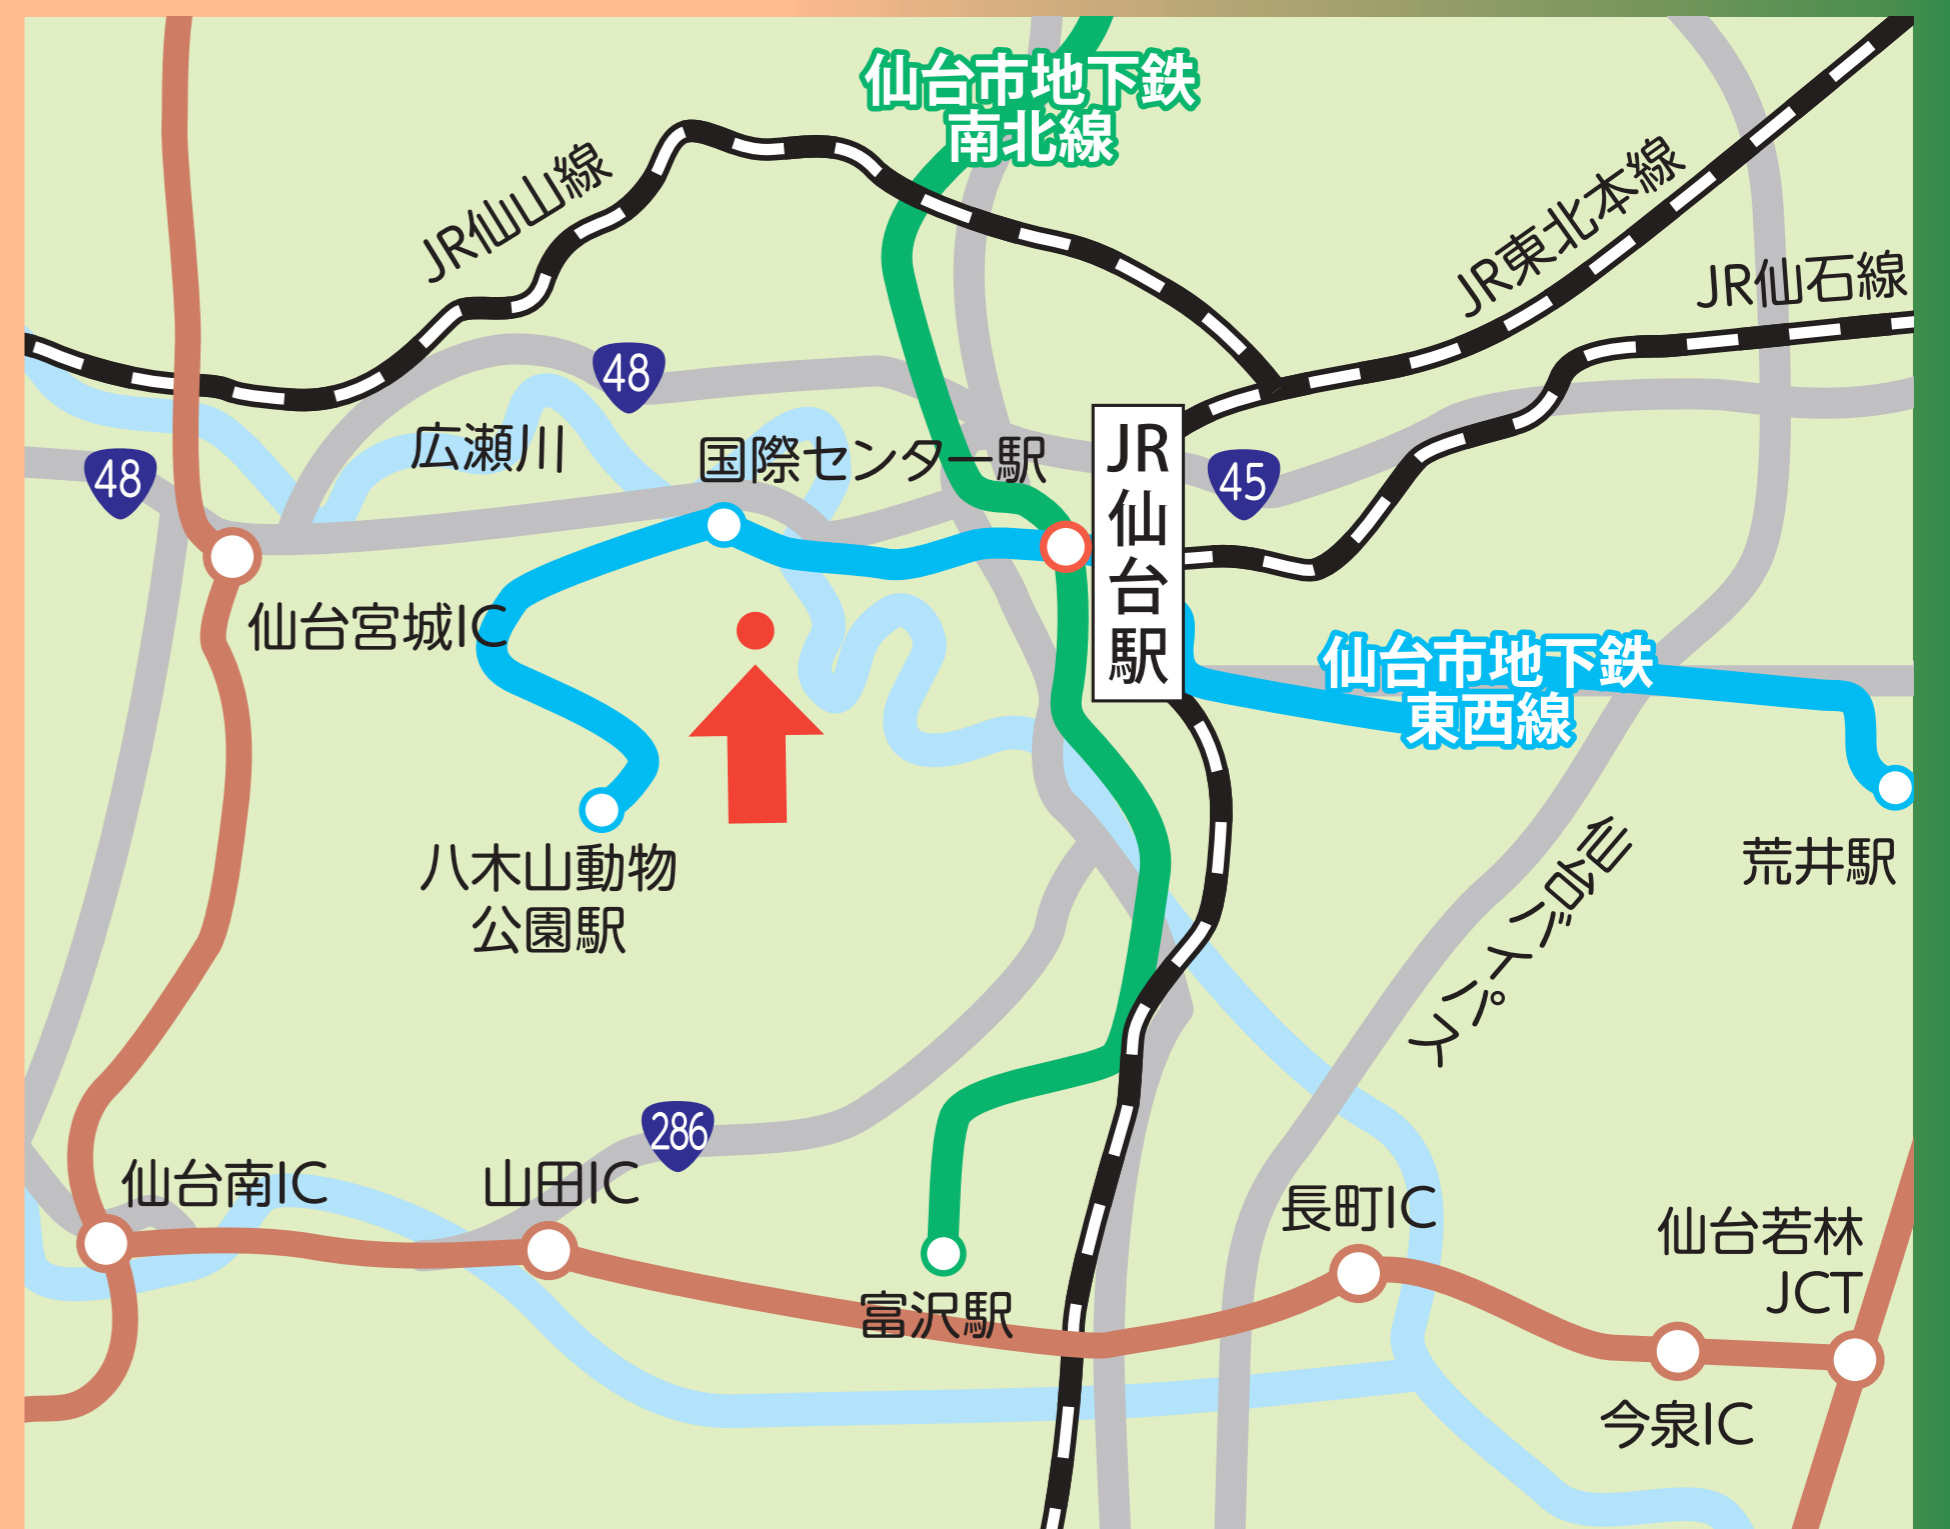 仙台市地下鉄
南北線
JR仙山線
JR東北本線
JR仙石線
48
広瀬川
国際センター駅
JR
仙
台
駅
48
45
仙台宮城IC
仙台市地下鉄
東西線
八木山動物
公園駅
荒井駅
仙台バイパス
286
仙台南IC
山田IC
長町IC
仙台若林
JCT
富沢駅
今泉IC